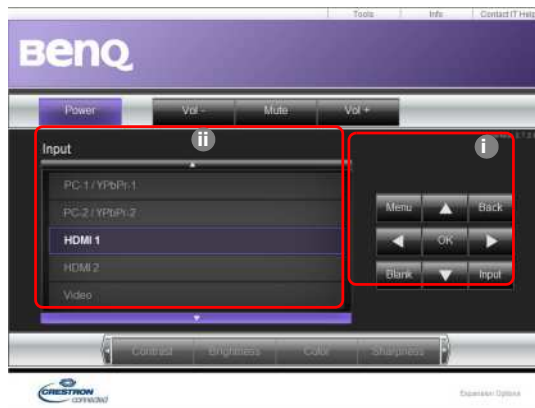 Tools Info Contact IT Help
BenQ
Power Vol - Mute Vol +
ii
i
Input
PC-1 / YPbPr-1
PC-2 / YPbPr-2
HDMI 1
HDMI 2
Video
Menu Back
OK
Blank Input
Contrast Brightness Color Sharpness
CRESTRON
connected
Expansion Options